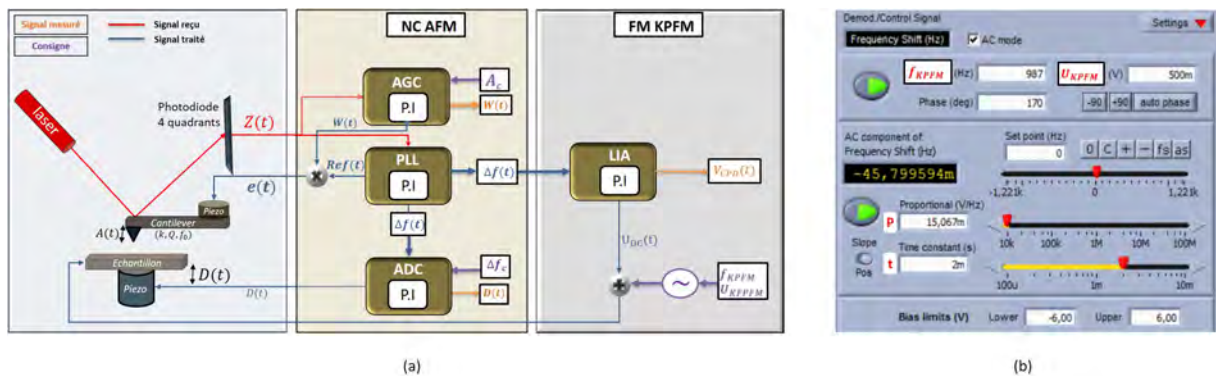 Signal mesuré
Signal reçu
Consigne
Signal traité
NC AFM
FM KPFM
laser
Photodiode
4 quadrants
Z(t)
AGC
P.I
A_c
W(t)
W(t)
Ref(t)
e(t)
PLL
P.I
Δf(t)
LIA
P.I
V_CPD(t)
Piezo
Cantilever
(k, Q, f₀)
A(t)
Δf(t)
U_DC(t)
Echantillon
Piezo
D(t)
D(t)
ADC
P.I
Δf_c
D(t)
f_KPFM
U_KPFPM
(a)
Demod./Control Signal
Settings
Frequency Shift (Hz)
AC mode
f_KPFM (Hz) 987
U_KPFM (V) 500m
Phase (deg) 170
-90 +90 auto phase
AC component of
Frequency Shift (Hz)
-45,799594m
Set point (Hz)
0
0 C + - fs as
-1,221k 0 1,221k
Proportional (V/Hz)
P 15,067m
10k 100k 1M 10M 100M
Slope
Pos
Time constant (s)
t 2m
100u 1m 10m
Bias limits (V) Lower -6,00 Upper 6,00
(b)